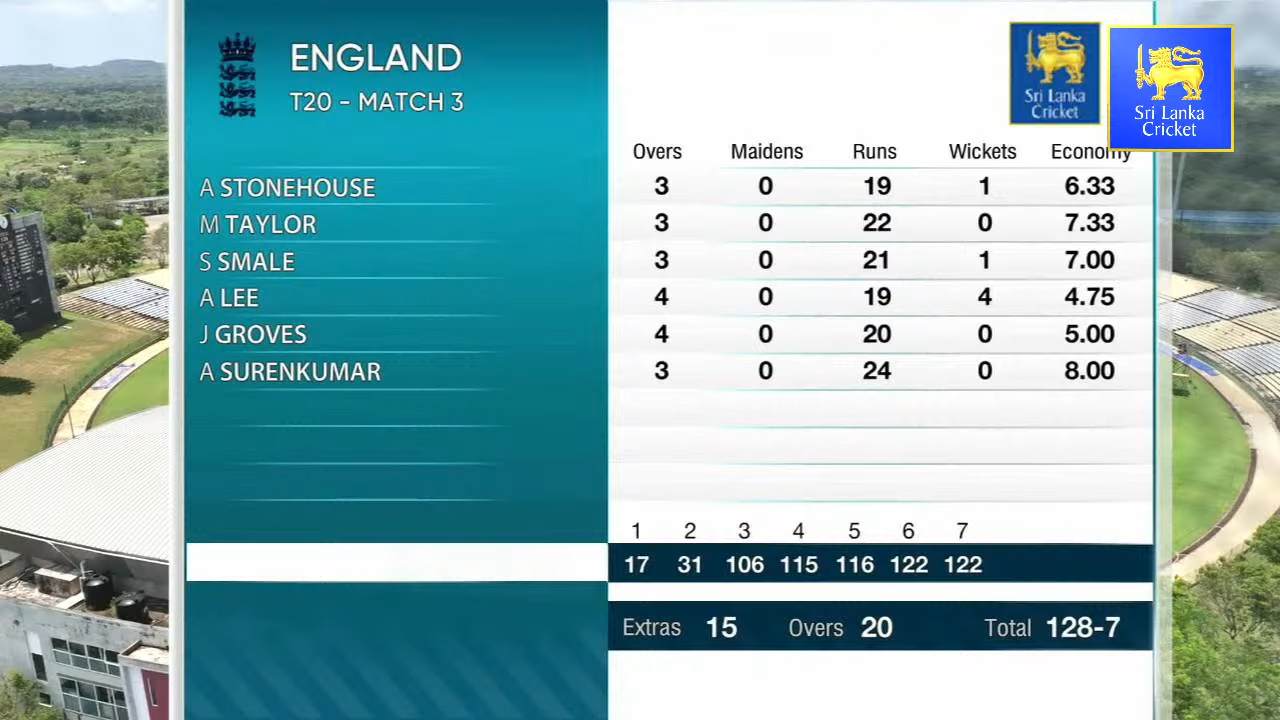 ENGLAND
T20 - MATCH 3
Sri Lanka
Cricket
Sri Lanka
Cricket
Overs Maidens Runs Wickets Economy
A STONEHOUSE 3 0 19 1 6.33
M TAYLOR 3 0 22 0 7.33
S SMALE 3 0 21 1 7.00
A LEE 4 0 19 4 4.75
J GROVES 4 0 20 0 5.00
A SURENKUMAR 3 0 24 0 8.00
1 2 3 4 5 6 7
17 31 106 115 116 122 122
Extras 15 Overs 20 Total 128-7